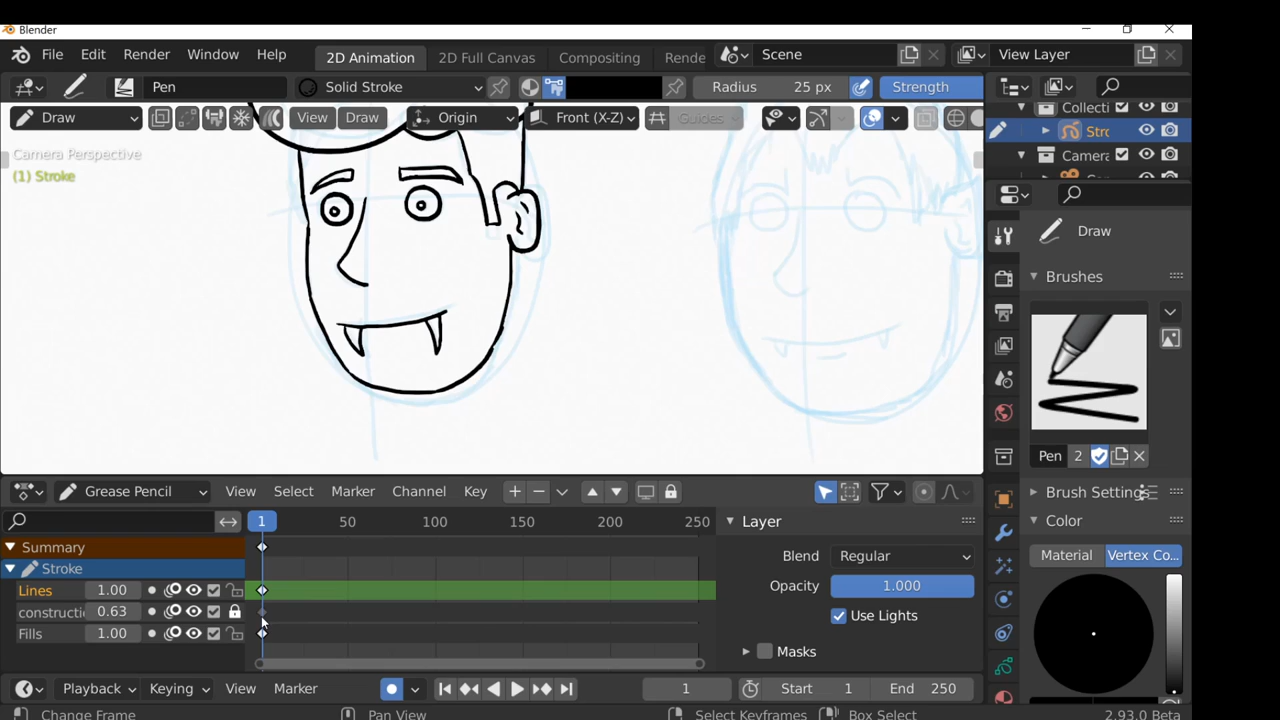 Blender
File Edit Render Window Help 2D Animation 2D Full Canvas Compositing Rende Scene View Layer
Pen Solid Stroke Radius 25 px Strength
Draw View Draw Origin Front (X-Z) Guides
Collecti
Stro
Camera
Camera Perspective
(1) Stroke
Draw
Brushes
Pen 2
Brush Settings
Color
Material Vertex Co...
Grease Pencil View Select Marker Channel Key
1 50 100 150 200 250
Layer
Summary
Stroke
Blend Regular
Lines 1.00
Opacity 1.000
constructi 0.63
Use Lights
Fills 1.00
Masks
Playback Keying View Marker 1 Start 1 End 250
Change Frame Pan View Select Keyframes Box Select 2.93.0 Beta